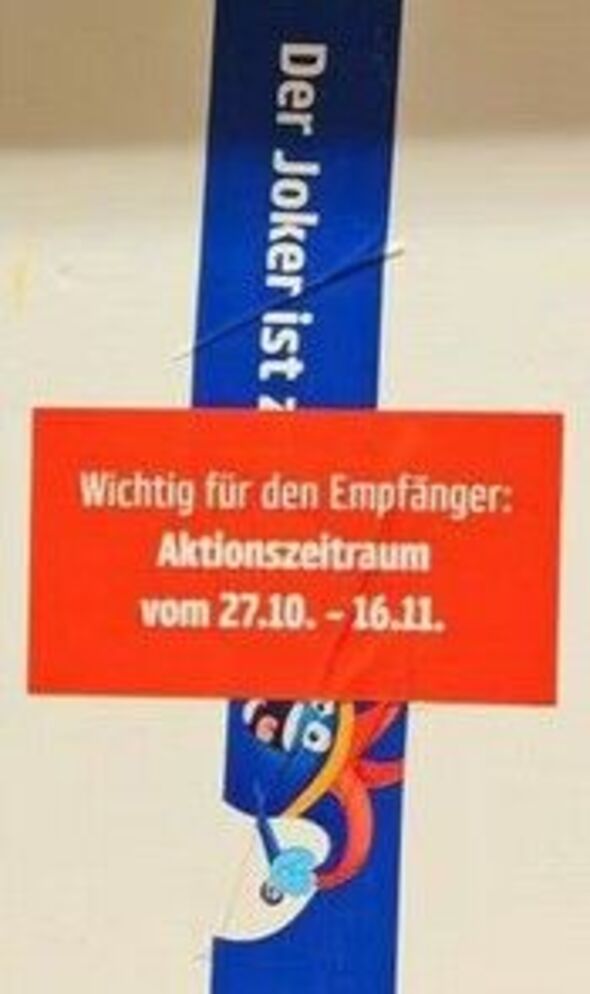 Der Joker ist z
Wichtig für den Empfänger:
Aktionszeitraum
vom 27.10. - 16.11.